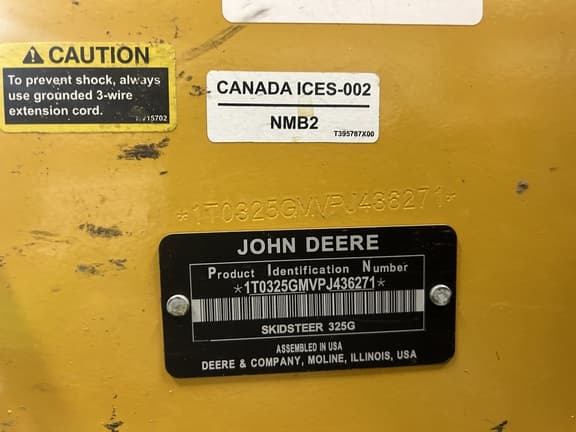 ⚠ CAUTION
To prevent shock, always
use grounded 3-wire
extension cord.
CANADA ICES-002
NMB2
T395787X00
*1T0325GMVPJ436271*
JOHN DEERE
Product Identification Number
*1T0325GMVPJ436271*
SKIDSTEER 325G
ASSEMBLED IN USA
DEERE & COMPANY, MOLINE, ILLINOIS, USA